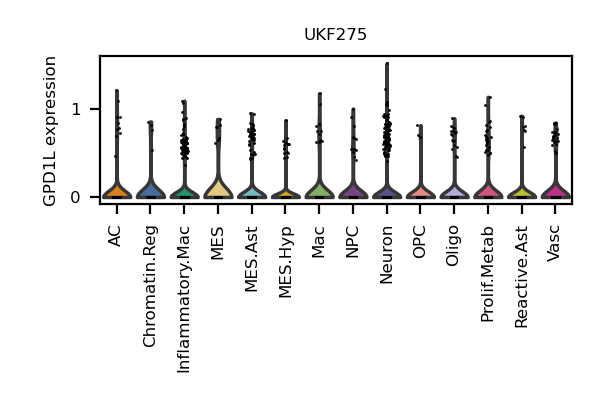 UKF275
GPD1L expression
1
0
AC
Chromatin.Reg
Inflammatory.Mac
MES
MES.Ast
MES.Hyp
Mac
NPC
Neuron
OPC
Oligo
Prolif.Metab
Reactive.Ast
Vasc